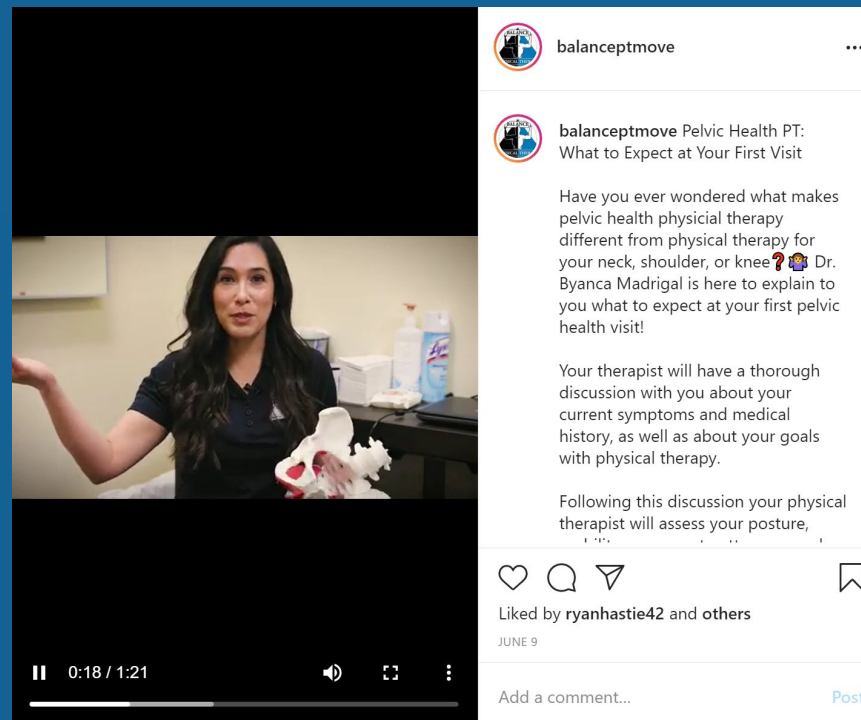 balanceptmove
balanceptmove Pelvic Health PT:
What to Expect at Your First Visit
Have you ever wondered what makes
pelvic health physicial therapy
different from physical therapy for
your neck, shoulder, or knee❓🤷‍♀️ Dr.
Byanca Madrigal is here to explain to
you what to expect at your first pelvic
health visit!
Your therapist will have a thorough
discussion with you about your
current symptoms and medical
history, as well as about your goals
with physical therapy.
Following this discussion your physical
therapist will assess your posture,
Liked by ryanhastie42 and others
JUNE 9
Add a comment...
Post
0:18 / 1:21
Lysol
BALANCE
BALANCE